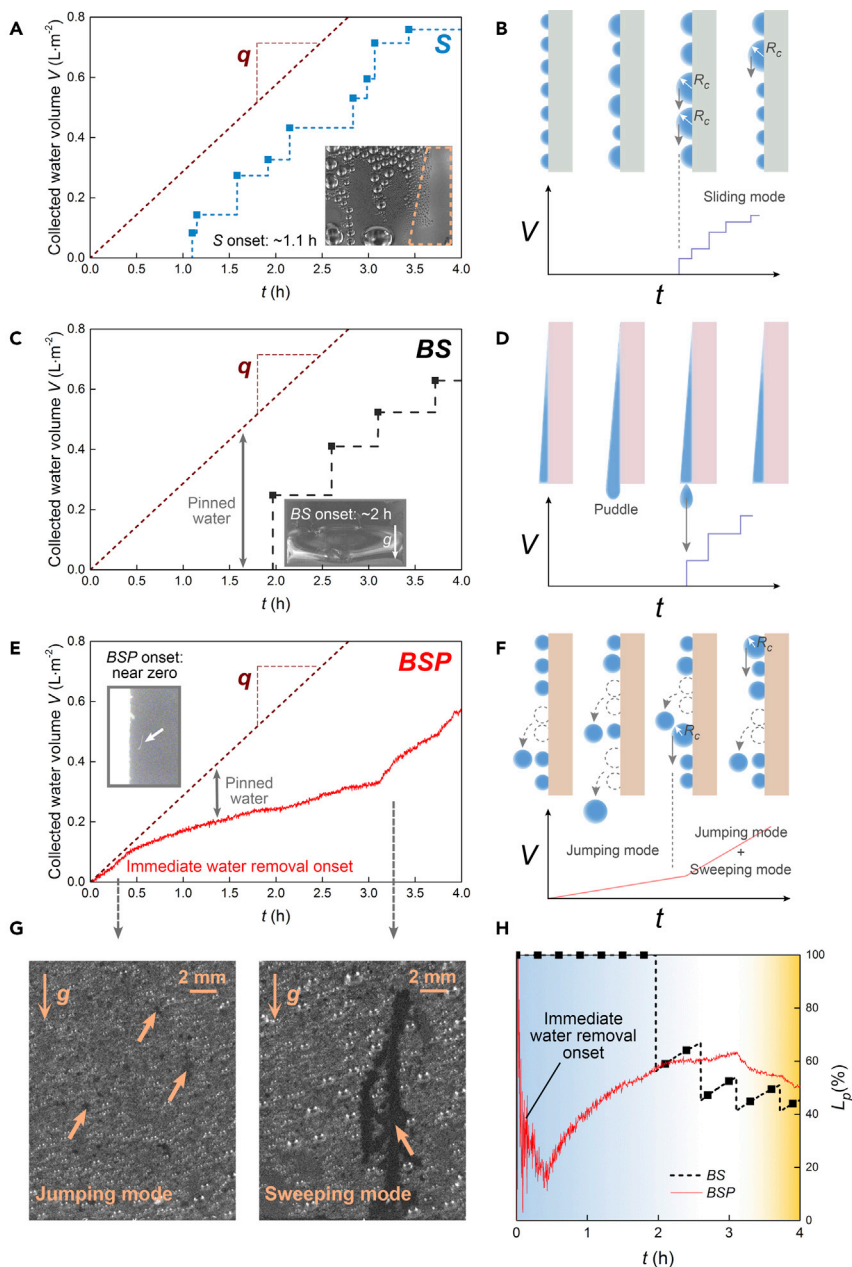 A
Collected water volume V (L·m⁻²)
0.8
0.6
0.4
0.2
0.0
q
S
S onset: ~1.1 h
0.0 0.5 1.0 1.5 2.0 2.5 3.0 3.5 4.0
t (h)
B
Rc
Rc
Rc
Sliding mode
V
t
C
Collected water volume V (L·m⁻²)
0.8
0.6
0.4
0.2
0.0
q
BS
Pinned
water
BS onset: ~2 h
g
0.0 0.5 1.0 1.5 2.0 2.5 3.0 3.5 4.0
t (h)
D
Puddle
V
t
E
Collected water volume V (L·m⁻²)
0.8
0.6
0.4
0.2
0.0
BSP onset:
near zero
q
BSP
Pinned
water
Immediate water removal onset
0.0 0.5 1.0 1.5 2.0 2.5 3.0 3.5 4.0
t (h)
F
Rc
Rc
Jumping mode
Jumping mode
+
Sweeping mode
V
t
G
g
2 mm
Jumping mode
g
2 mm
Sweeping mode
H
100
80
60
40
20
0
Lp(%)
Immediate
water removal
onset
BS
BSP
0 1 2 3 4
t (h)